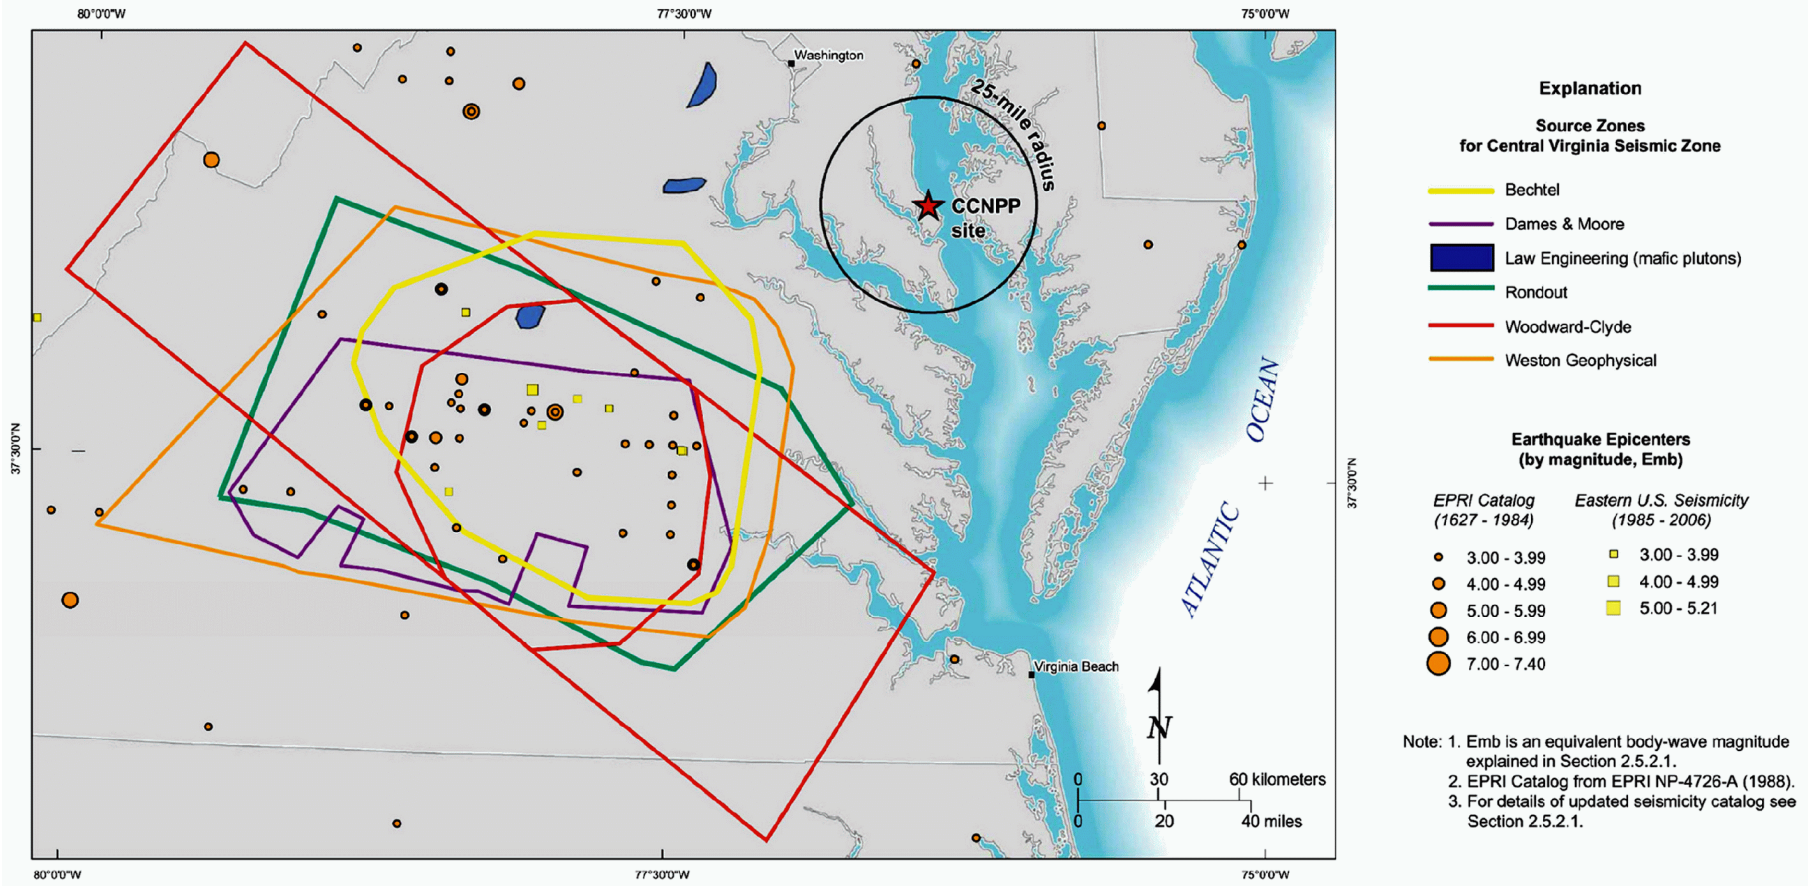 80°0'0"W
77°30'0"W
75°0'0"W
Washington
25-mile radius
CCNPP
site
37°30'0"N
37°30'0"N
ATLANTIC
OCEAN
Virginia Beach
N
0 30 60 kilometers
0 20 40 miles
80°0'0"W
77°30'0"W
75°0'0"W
Explanation
Source Zones
for Central Virginia Seismic Zone
Bechtel
Dames & Moore
Law Engineering (mafic plutons)
Rondout
Woodward-Clyde
Weston Geophysical
Earthquake Epicenters
(by magnitude, Emb)
EPRI Catalog
(1627 - 1984)
3.00 - 3.99
4.00 - 4.99
5.00 - 5.99
6.00 - 6.99
7.00 - 7.40
Eastern U.S. Seismicity
(1985 - 2006)
3.00 - 3.99
4.00 - 4.99
5.00 - 5.21
Note: 1. Emb is an equivalent body-wave magnitude
explained in Section 2.5.2.1.
2. EPRI Catalog from EPRI NP-4726-A (1988).
3. For details of updated seismicity catalog see
Section 2.5.2.1.